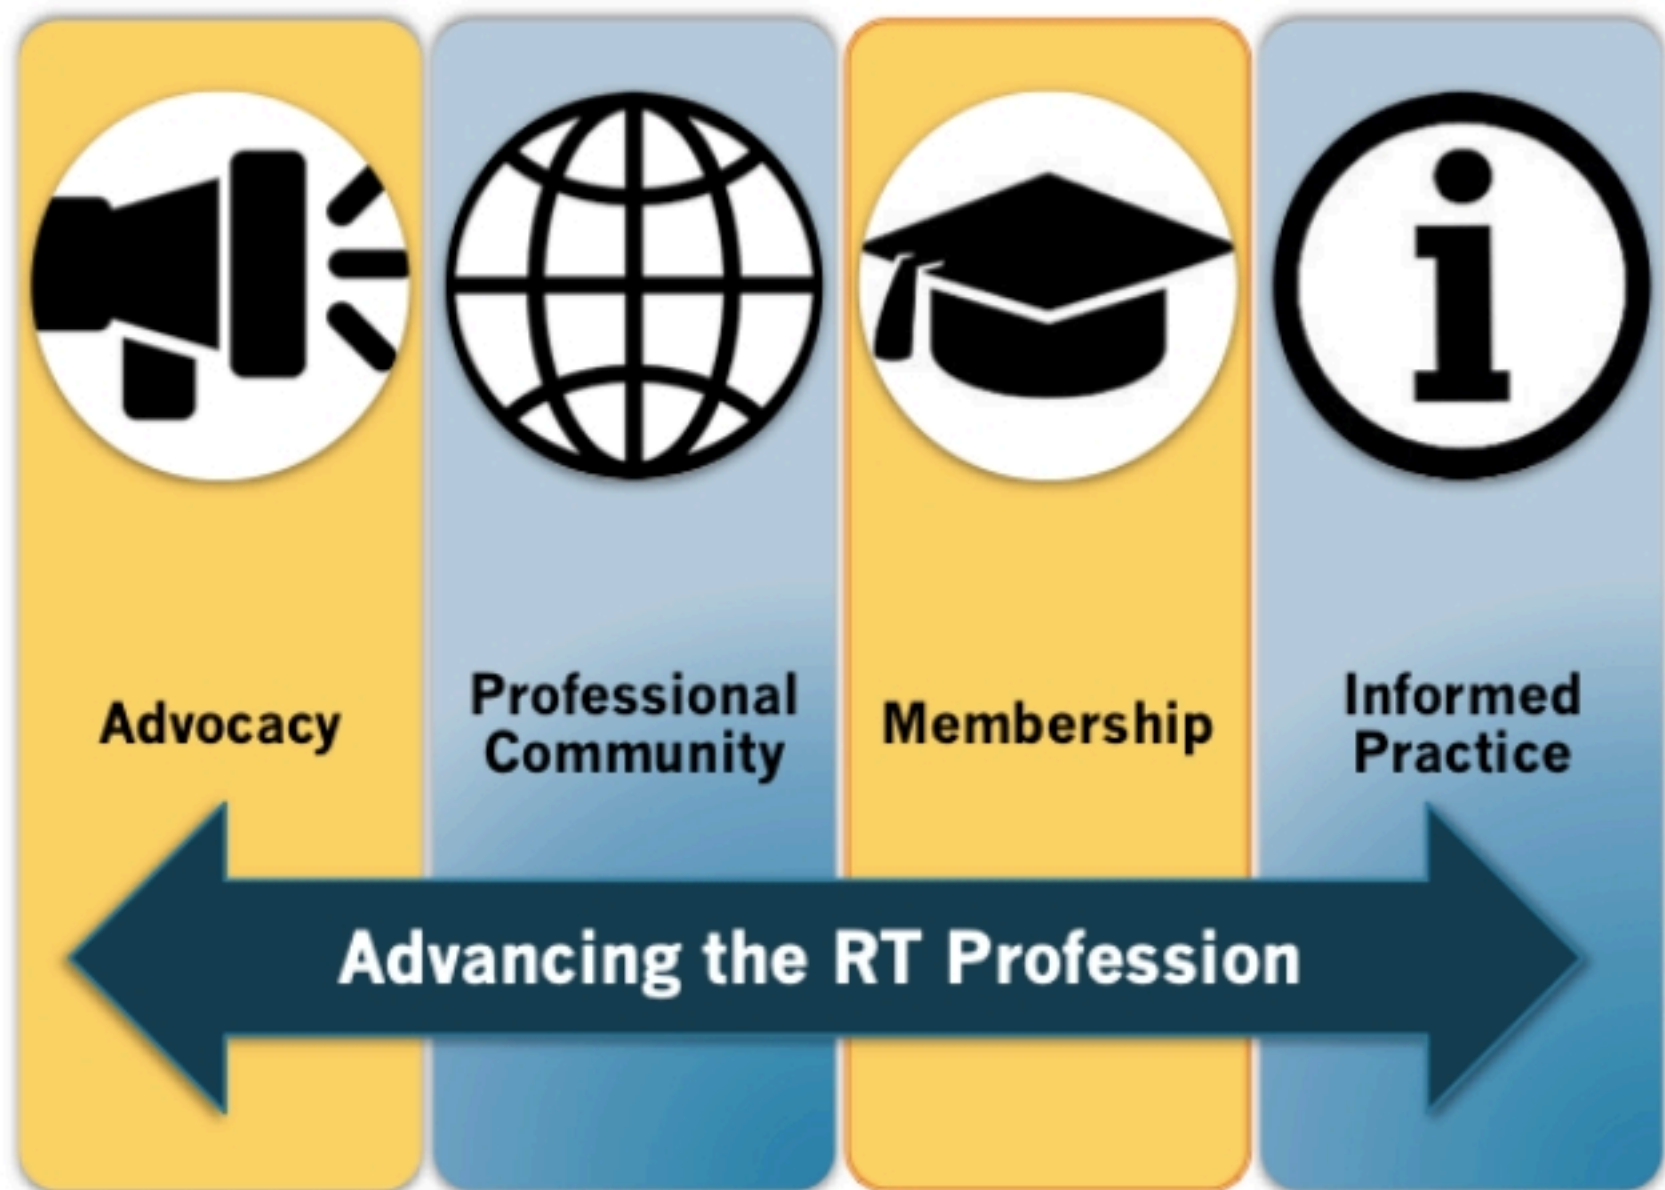 Advocacy
Professional
Community
Membership
Informed
Practice
Advancing the RT Profession